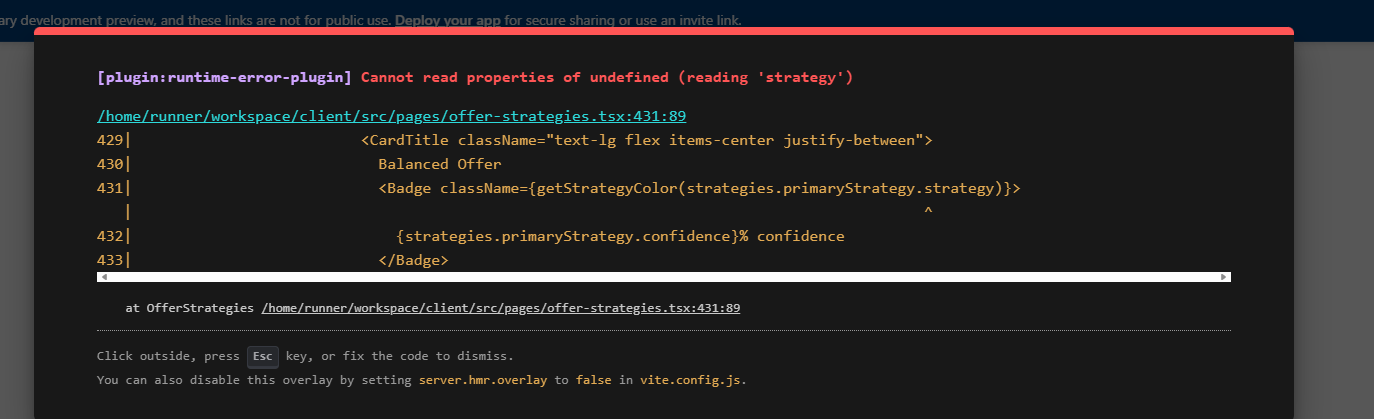 ary development preview, and these links are not for public use. Deploy your app for secure sharing or use an invite link.
[plugin:runtime-error-plugin] Cannot read properties of undefined (reading 'strategy')
/home/runner/workspace/client/src/pages/offer-strategies.tsx:431:89
429|                          <CardTitle className="text-lg flex items-center justify-between">
430|                            Balanced Offer
431|                            <Badge className={getStrategyColor(strategies.primaryStrategy.strategy)}>
   |                                                                                         ^
432|                              {strategies.primaryStrategy.confidence}% confidence
433|                            </Badge>
at OfferStrategies /home/runner/workspace/client/src/pages/offer-strategies.tsx:431:89
Click outside, press Esc key, or fix the code to dismiss.
You can also disable this overlay by setting server.hmr.overlay to false in vite.config.js.